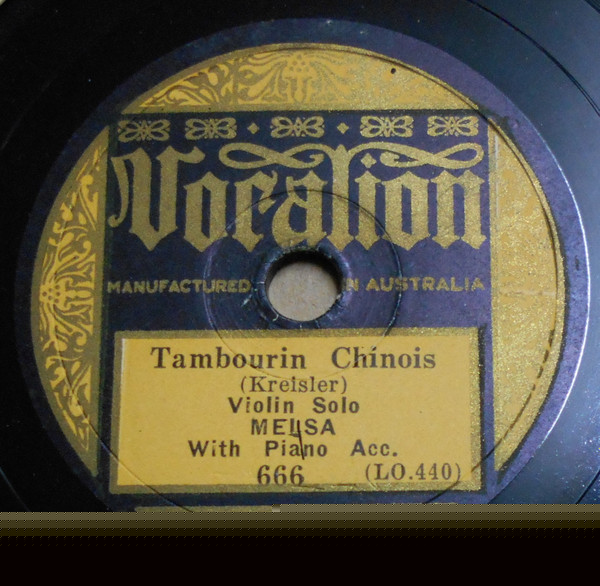 Vocalion
MANUFACTURED IN AUSTRALIA
Tambourin Chinois
(Kreisler)
Violin Solo
MELSA
With Piano Acc.
666 (LO.440)